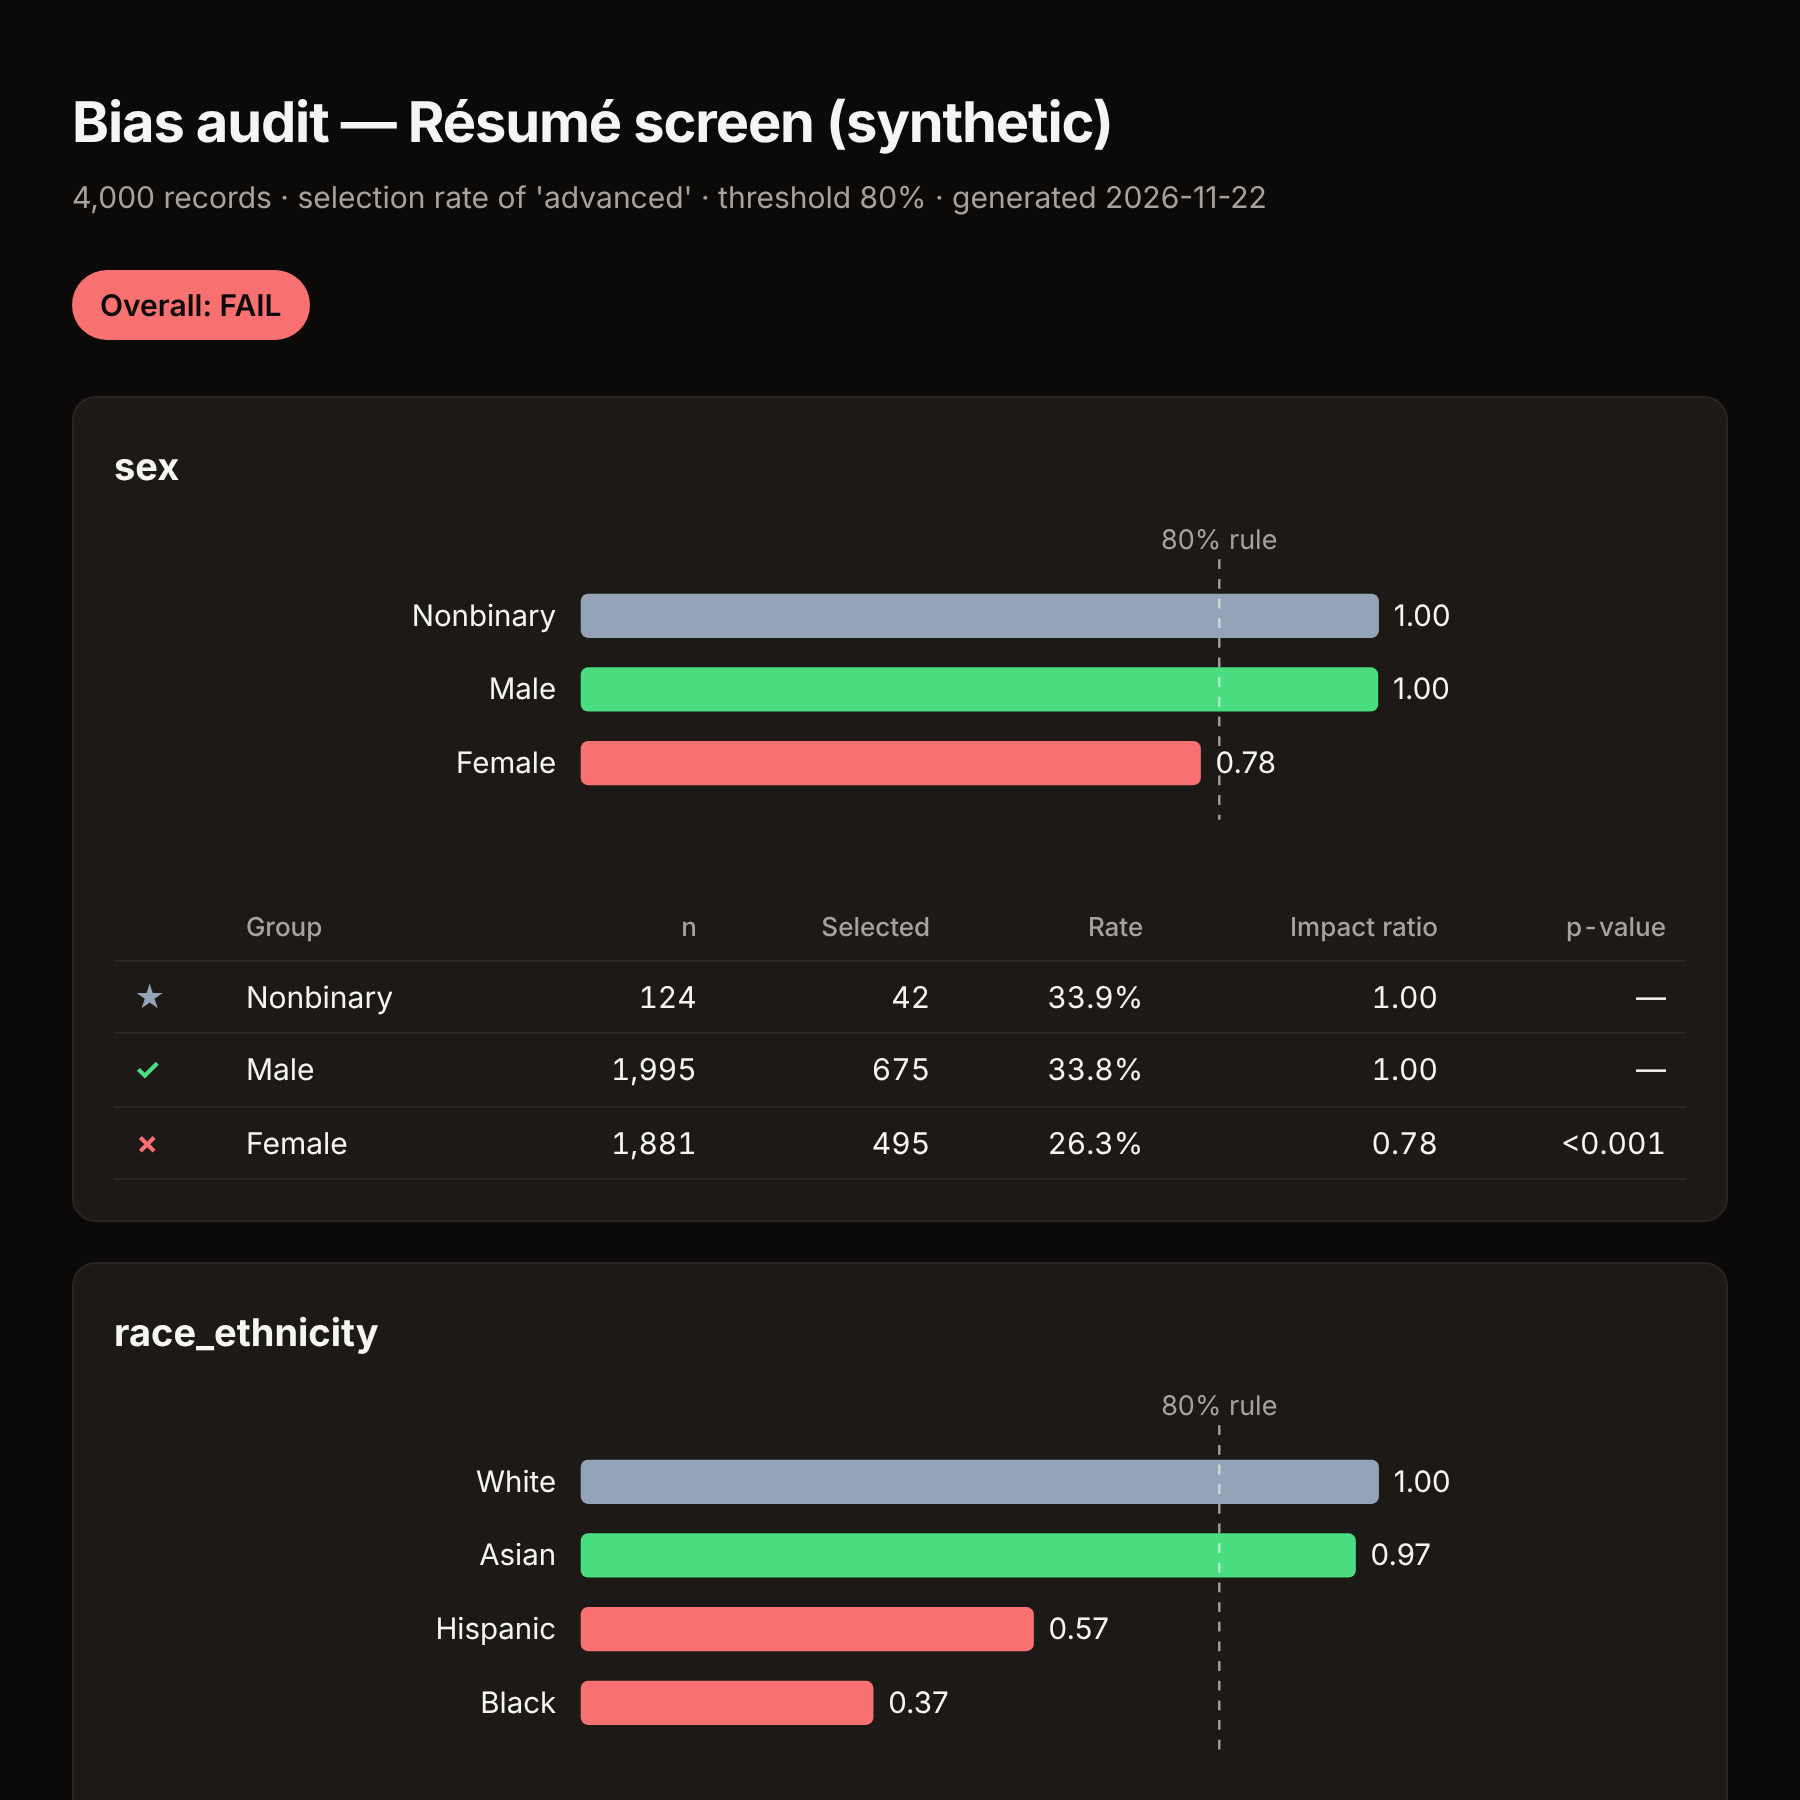 Bias audit — Résumé screen (synthetic)
4,000 records · selection rate of 'advanced' · threshold 80% · generated 2026-11-22
Overall: FAIL
sex
80% rule
Nonbinary 1.00
Male 1.00
Female 0.78
Group n Selected Rate Impact ratio p-value
★ Nonbinary 124 42 33.9% 1.00 —
✓ Male 1,995 675 33.8% 1.00 —
× Female 1,881 495 26.3% 0.78 <0.001
race_ethnicity
80% rule
White 1.00
Asian 0.97
Hispanic 0.57
Black 0.37